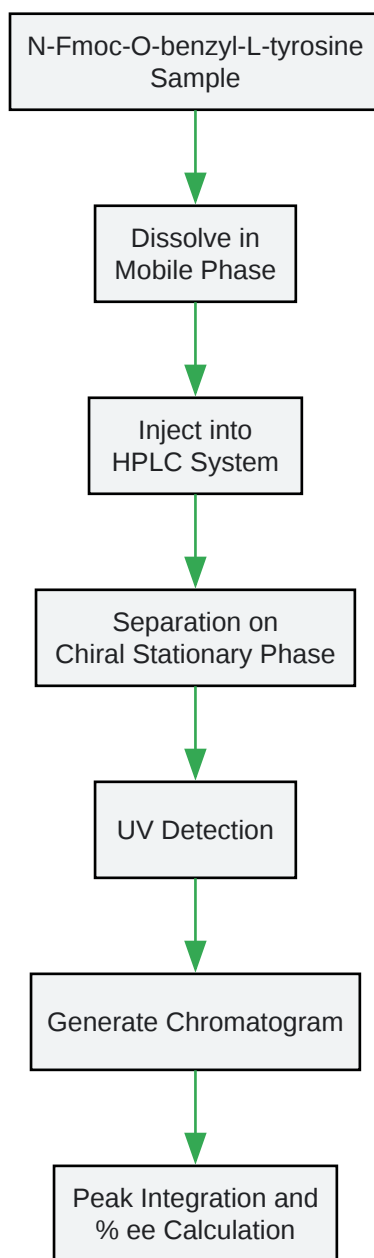 N-Fmoc-O-benzyl-L-tyrosine
Sample
Dissolve in
Mobile Phase
Inject into
HPLC System
Separation on
Chiral Stationary Phase
UV Detection
Generate Chromatogram
Peak Integration and
% ee Calculation